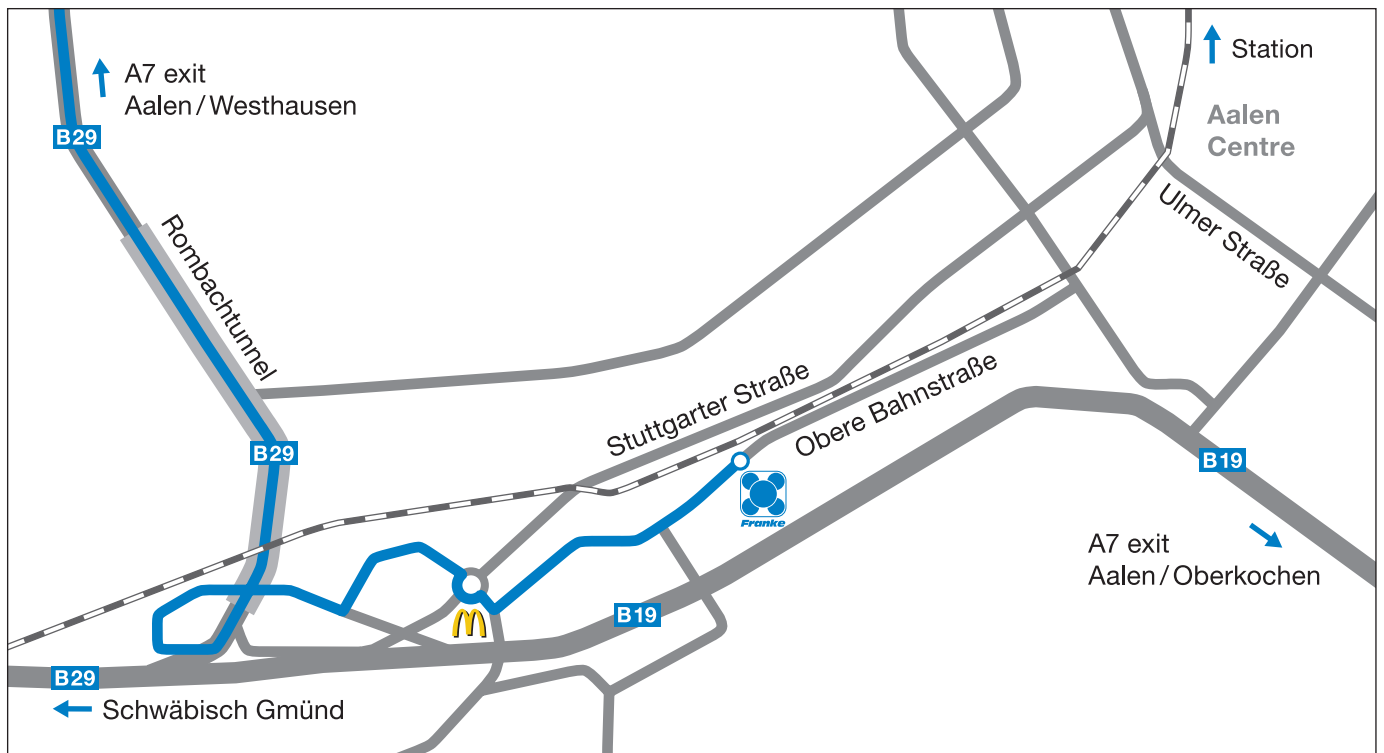 Station
A7 exit
Aalen / Westhausen
B29
Aalen
Centre
Ulmer Straße
Rombachtunnel
Stuttgarter Straße
Obere Bahnstraße
B29
B19
Franke
A7 exit
Aalen / Oberkochen
B19
B29
Schwäbisch Gmünd